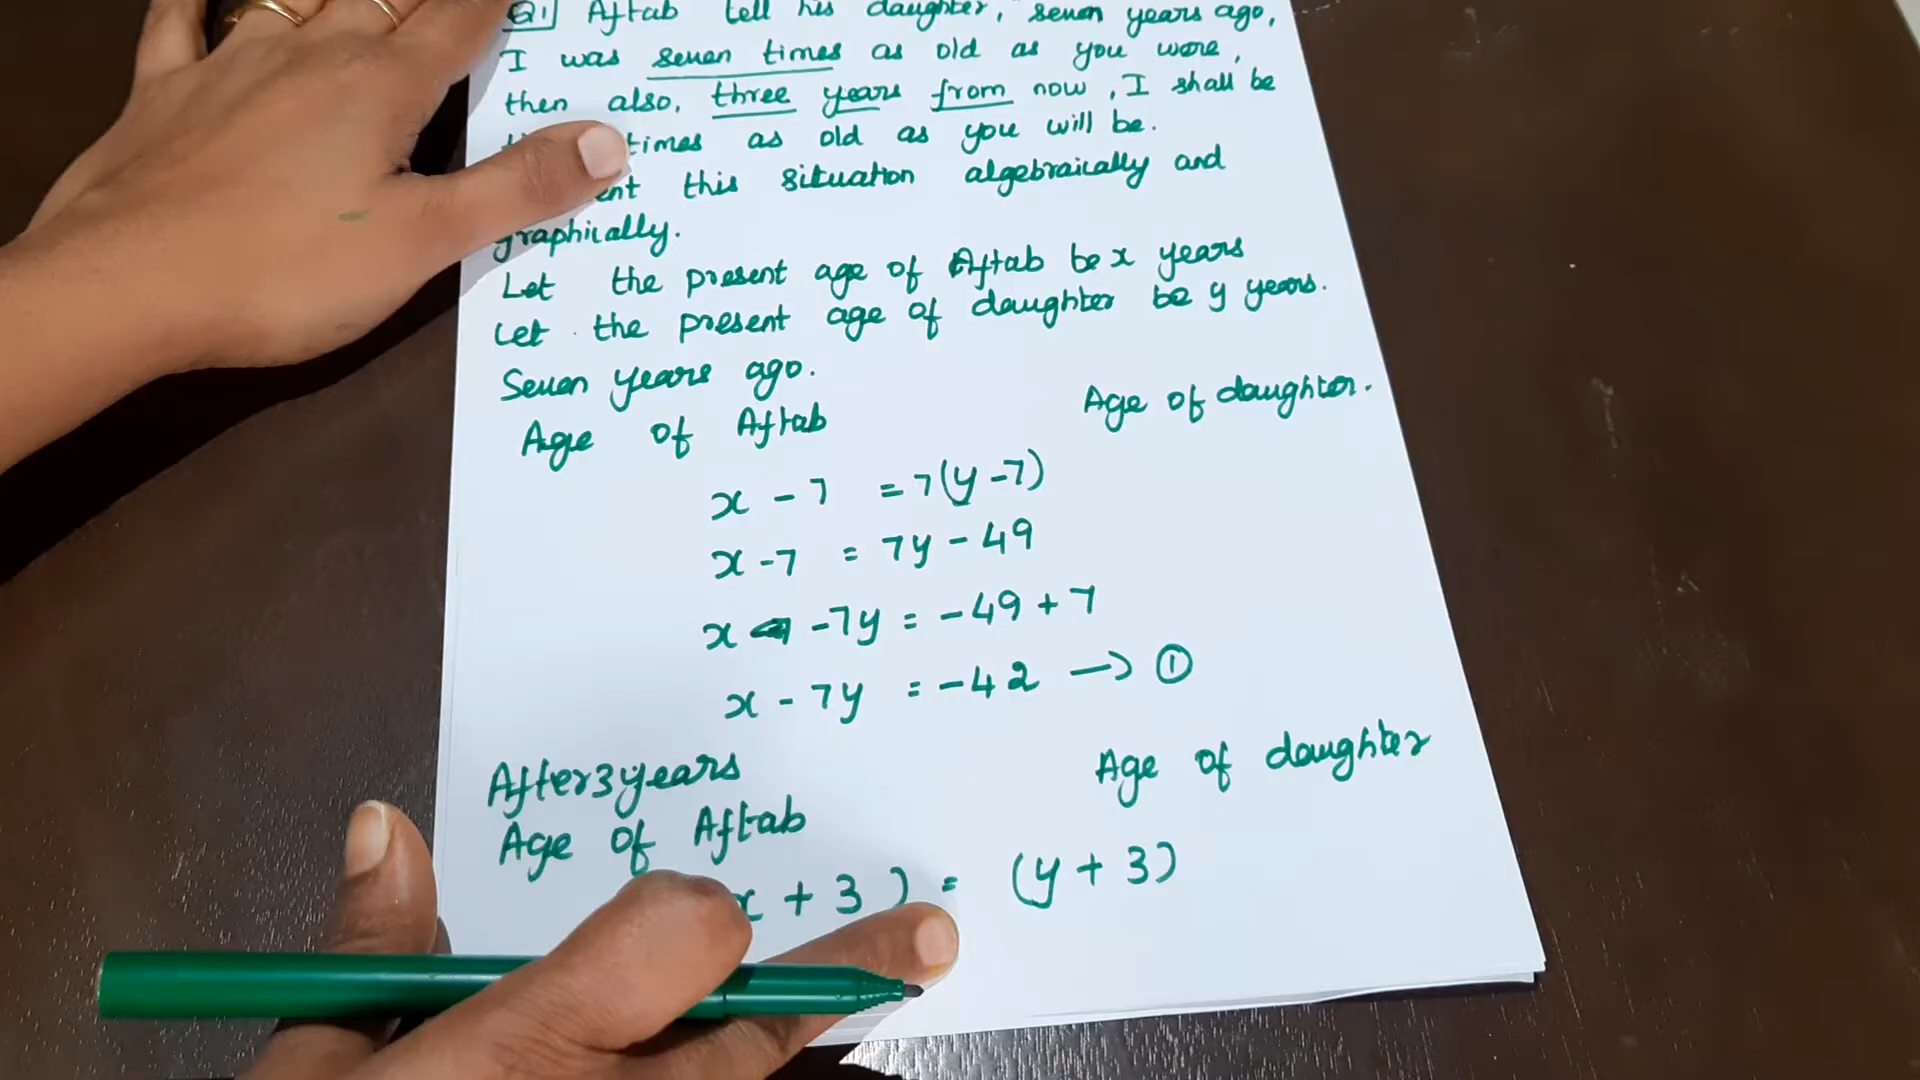 Q1 Aftab tell his daughter, "seven years ago,
I was seven times as old as you were,
then also, three years from now, I shall be
times as old as you will be.
this situation algebraically and
graphically.
Let the present age of Aftab be x years
Let the present age of daughter be y years.
Seven years ago.
Age of Aftab Age of daughter.
x - 7 = 7(y - 7)
x - 7 = 7y - 49
x - 7y = -49 + 7
x - 7y = -42 → ①
After 3 years
Age of Aftab Age of daughter
x + 3 ) = (y + 3)